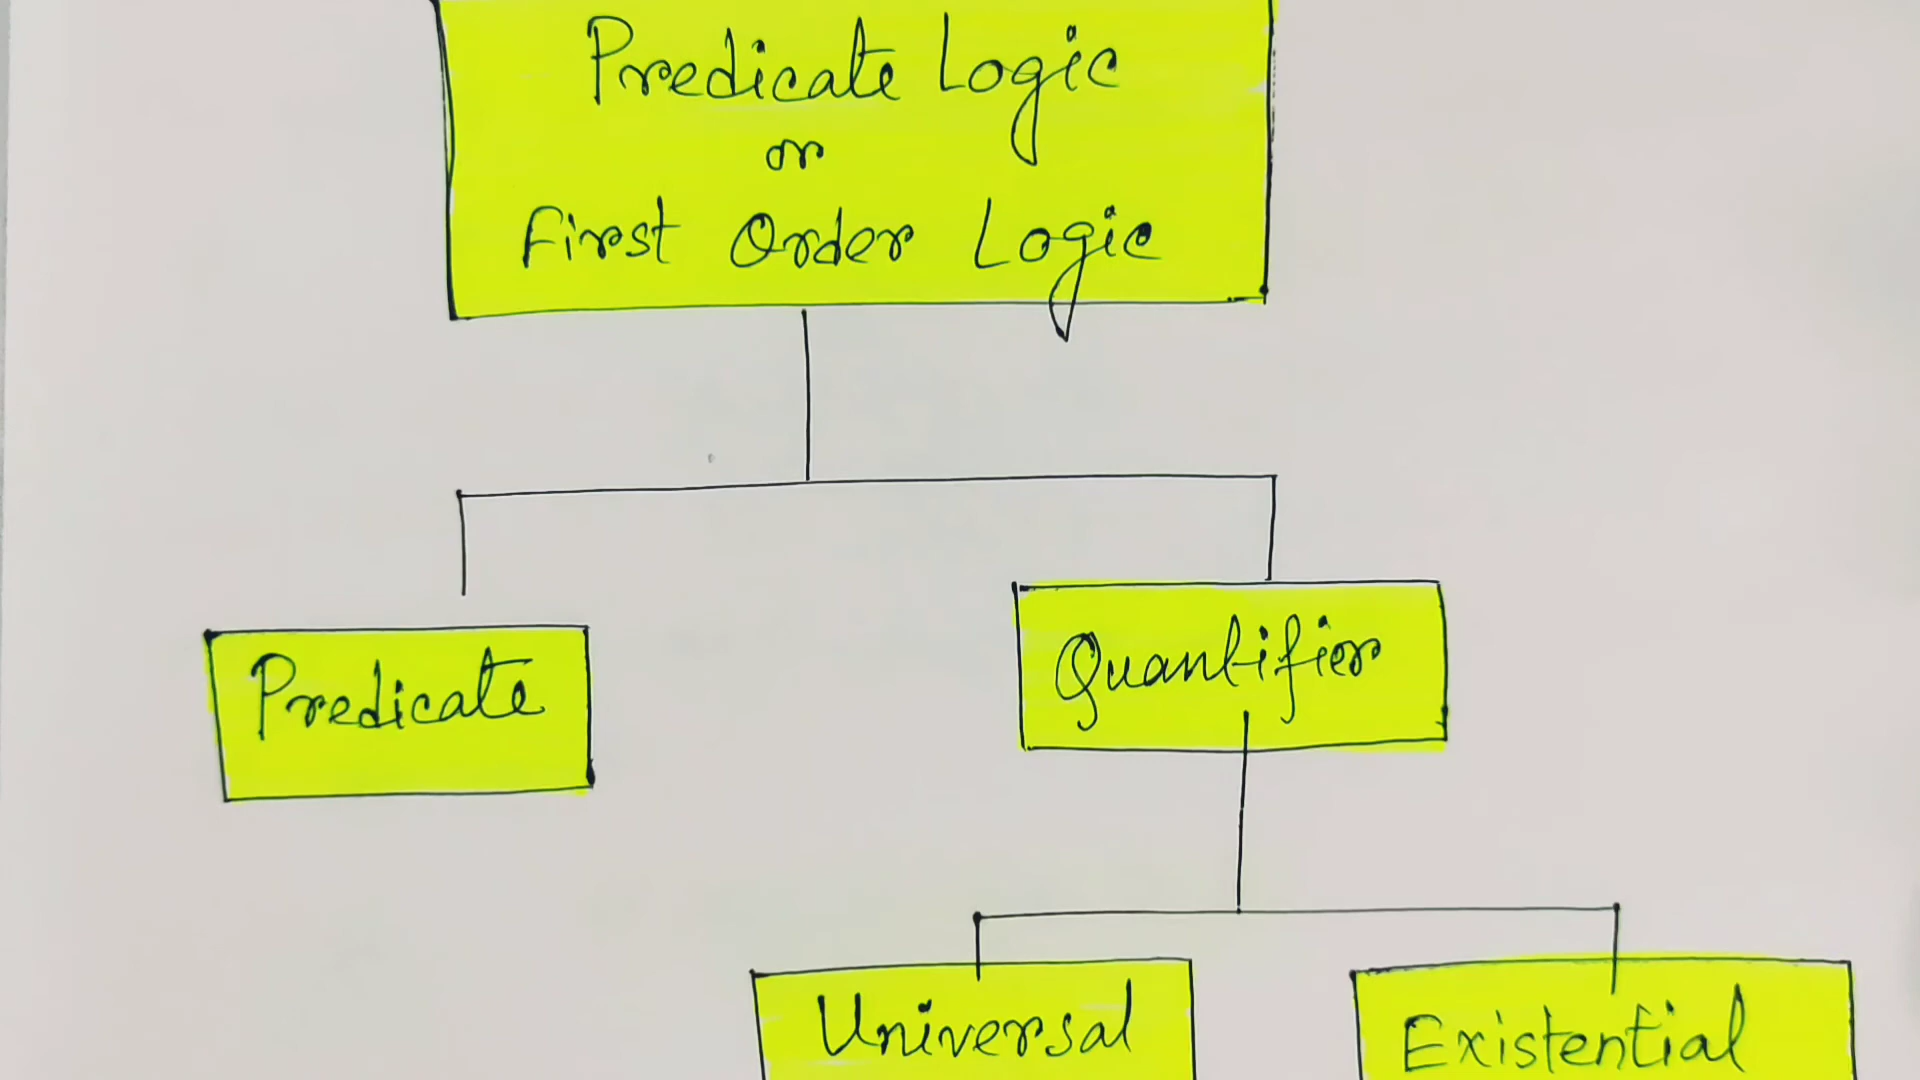 Predicate Logic
or
First Order Logic
Predicate
Quantifier
Universal
Existential